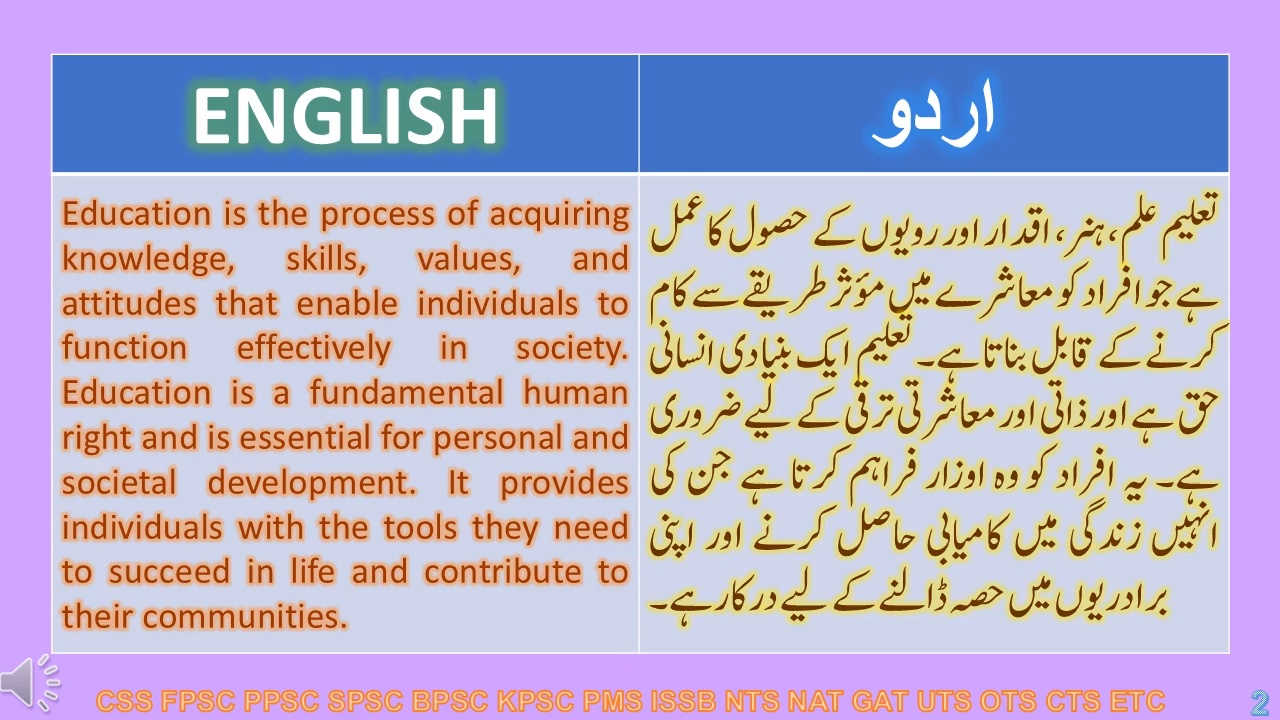 ENGLISH
اردو
Education is the process of acquiring
knowledge, skills, values, and
attitudes that enable individuals to
function effectively in society.
Education is a fundamental human
right and is essential for personal and
societal development. It provides
individuals with the tools they need
to succeed in life and contribute to
their communities.
تعلیم علم، ہنر، اقدار اور رویوں کے حصول کا عمل
ہے جو افراد کو معاشرے میں مؤثر طریقے سے کام
کرنے کے قابل بناتا ہے۔ تعلیم ایک بنیادی انسانی
حق ہے اور ذاتی اور معاشرتی ترقی کے لیے ضروری
ہے۔ یہ افراد کو وہ اوزار فراہم کرتا ہے جن کی
انہیں زندگی میں کامیابی حاصل کرنے اور اپنی
برادریوں میں حصہ ڈالنے کے لیے درکار ہے۔
CSS FPSC PPSC SPSC BPSC KPSC PMS ISSB NTS NAT GAT UTS OTS CTS ETC
2